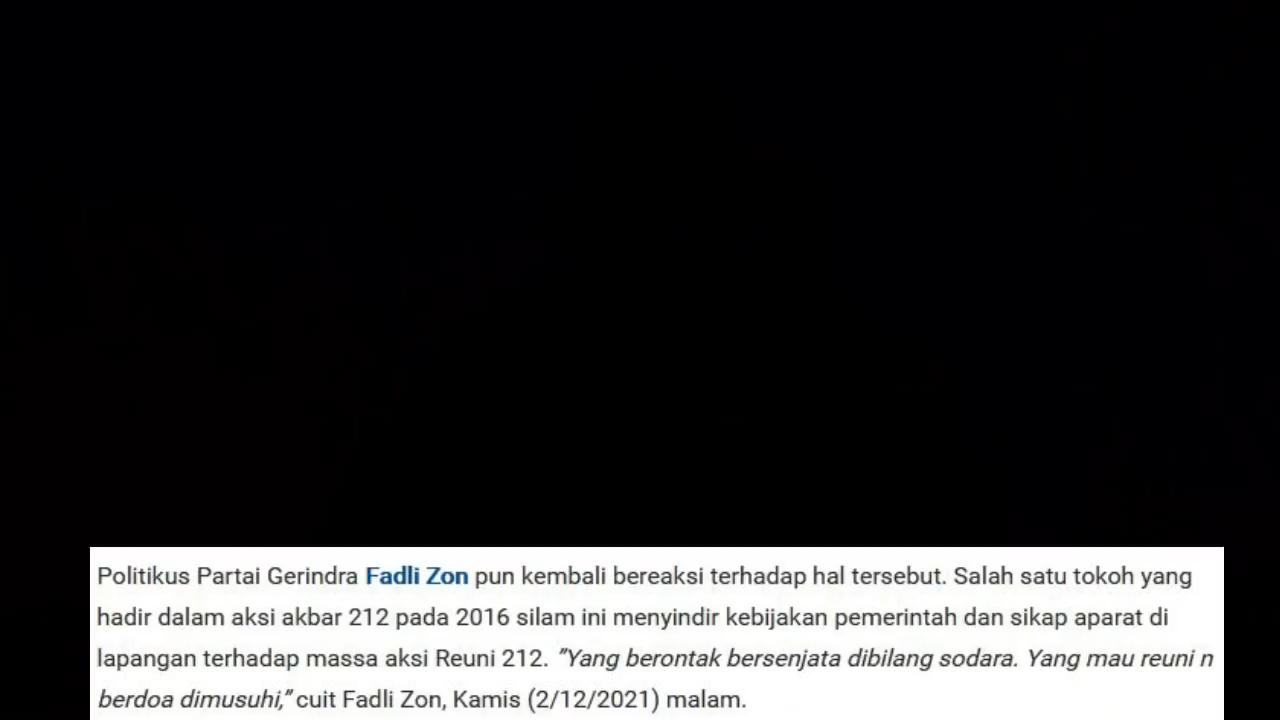 Politikus Partai Gerindra Fadli Zon pun kembali bereaksi terhadap hal tersebut. Salah satu tokoh yang
hadir dalam aksi akbar 212 pada 2016 silam ini menyindir kebijakan pemerintah dan sikap aparat di
lapangan terhadap massa aksi Reuni 212. ”Yang berontak bersenjata dibilang sodara. Yang mau reuni n
berdoa dimusuhi,” cuit Fadli Zon, Kamis (2/12/2021) malam.